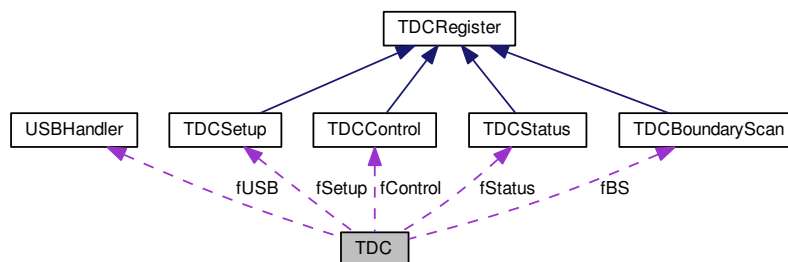 TDCRegister
USBHandler
TDCSetup
TDCControl
TDCStatus
TDCBoundaryScan
fUSB
fSetup
fControl
fStatus
fBS
TDC